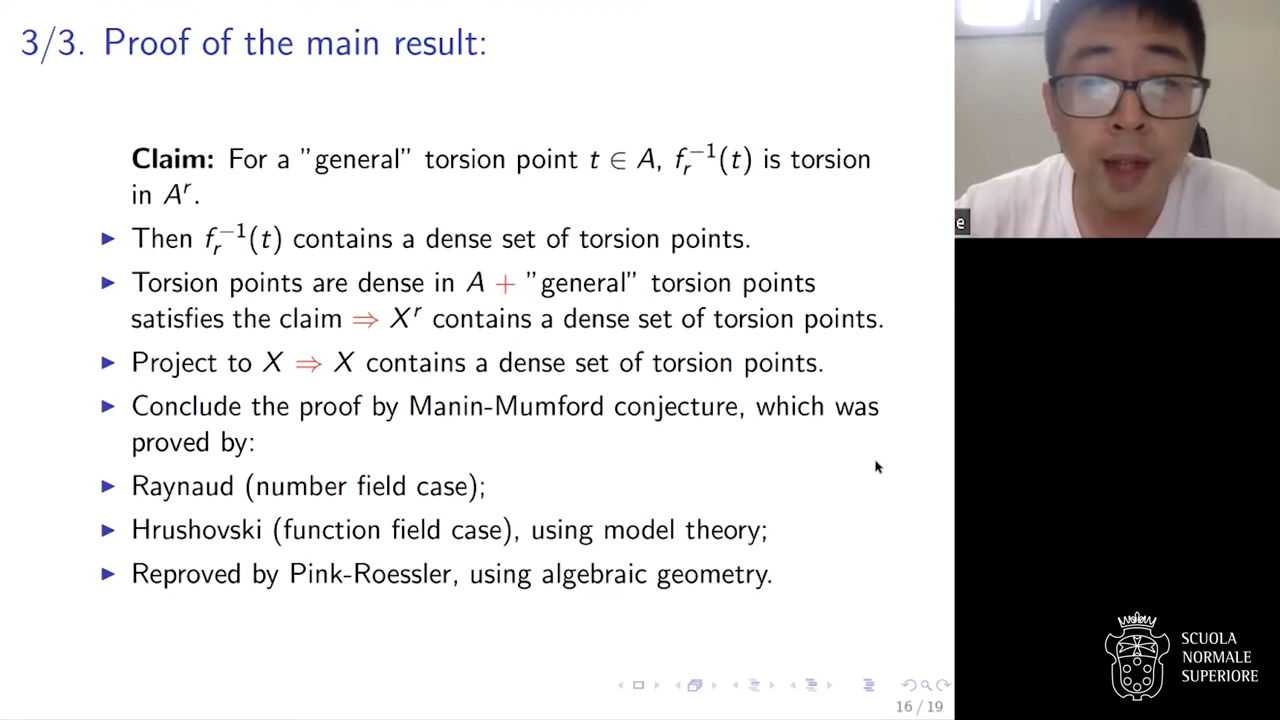 3/3. Proof of the main result:
Claim: For a "general" torsion point t ∈ A, f_r^{-1}(t) is torsion
in A^r.
▶ Then f_r^{-1}(t) contains a dense set of torsion points.
▶ Torsion points are dense in A + "general" torsion points
satisfies the claim ⇒ X^r contains a dense set of torsion points.
▶ Project to X ⇒ X contains a dense set of torsion points.
▶ Conclude the proof by Manin-Mumford conjecture, which was
proved by:
▶ Raynaud (number field case);
▶ Hrushovski (function field case), using model theory;
▶ Reproved by Pink-Roessler, using algebraic geometry.
16 / 19
e
SCUOLA
NORMALE
SUPERIORE